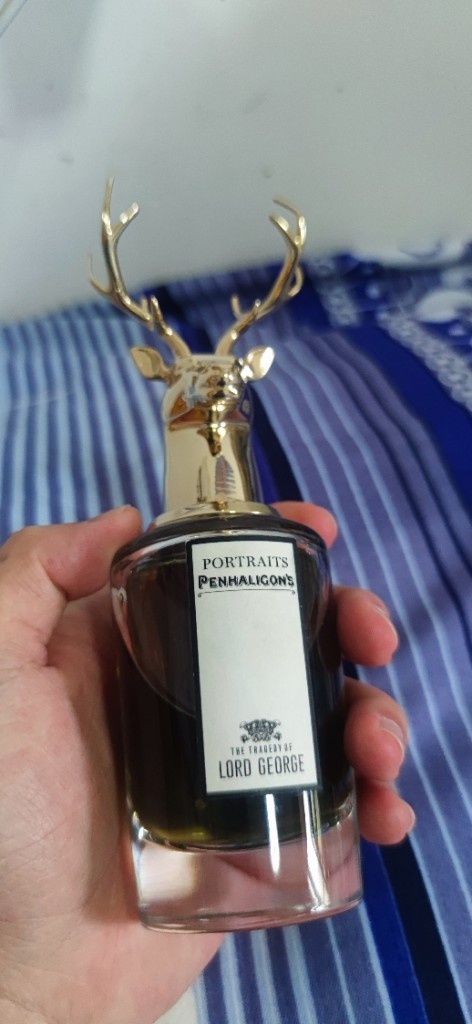 PORTRAITS
PENHALIGON'S
THE TRAGEDY OF
LORD GEORGE